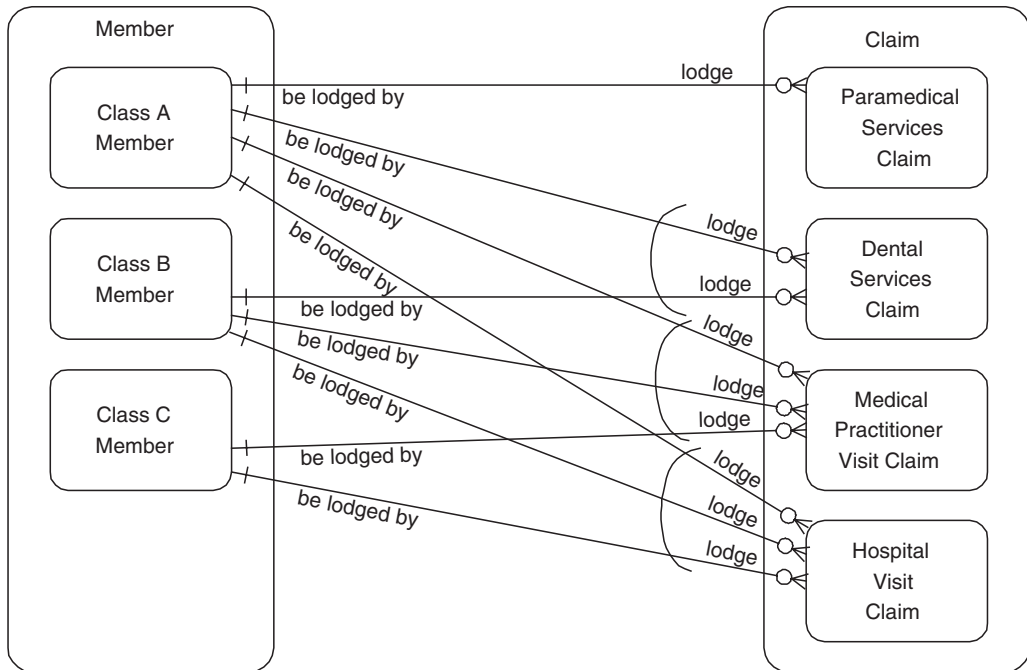 Member
Claim
Class A
Member
lodge
be lodged by
Paramedical
Services
Claim
be lodged by
be lodged by
be lodged by
lodge
Class B
Member
lodge
be lodged by
Dental
Services
Claim
be lodged by
be lodged by
lodge
lodge
lodge
Class C
Member
be lodged by
be lodged by
Medical
Practitioner
Visit Claim
lodge
lodge
lodge
Hospital
Visit
Claim